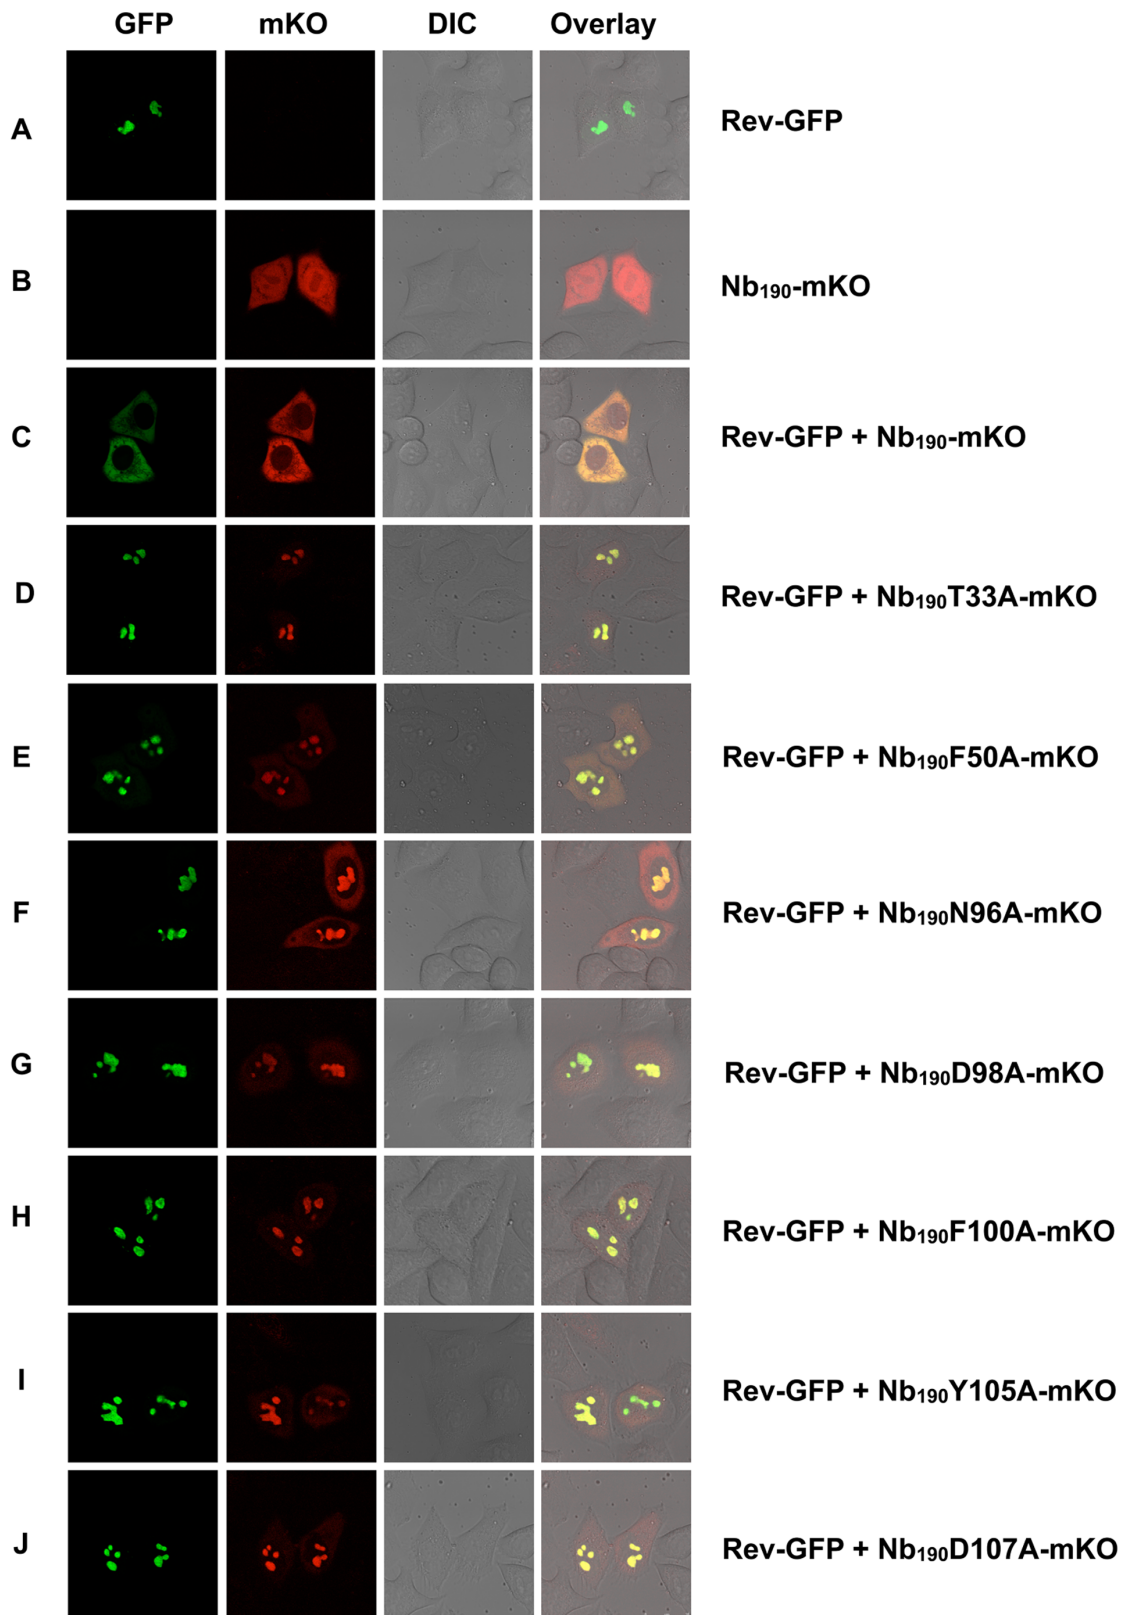 GFP mKO DIC Overlay
A Rev-GFP
B Nb₁₉₀-mKO
C Rev-GFP + Nb₁₉₀-mKO
D Rev-GFP + Nb₁₉₀T33A-mKO
E Rev-GFP + Nb₁₉₀F50A-mKO
F Rev-GFP + Nb₁₉₀N96A-mKO
G Rev-GFP + Nb₁₉₀D98A-mKO
H Rev-GFP + Nb₁₉₀F100A-mKO
I Rev-GFP + Nb₁₉₀Y105A-mKO
J Rev-GFP + Nb₁₉₀D107A-mKO